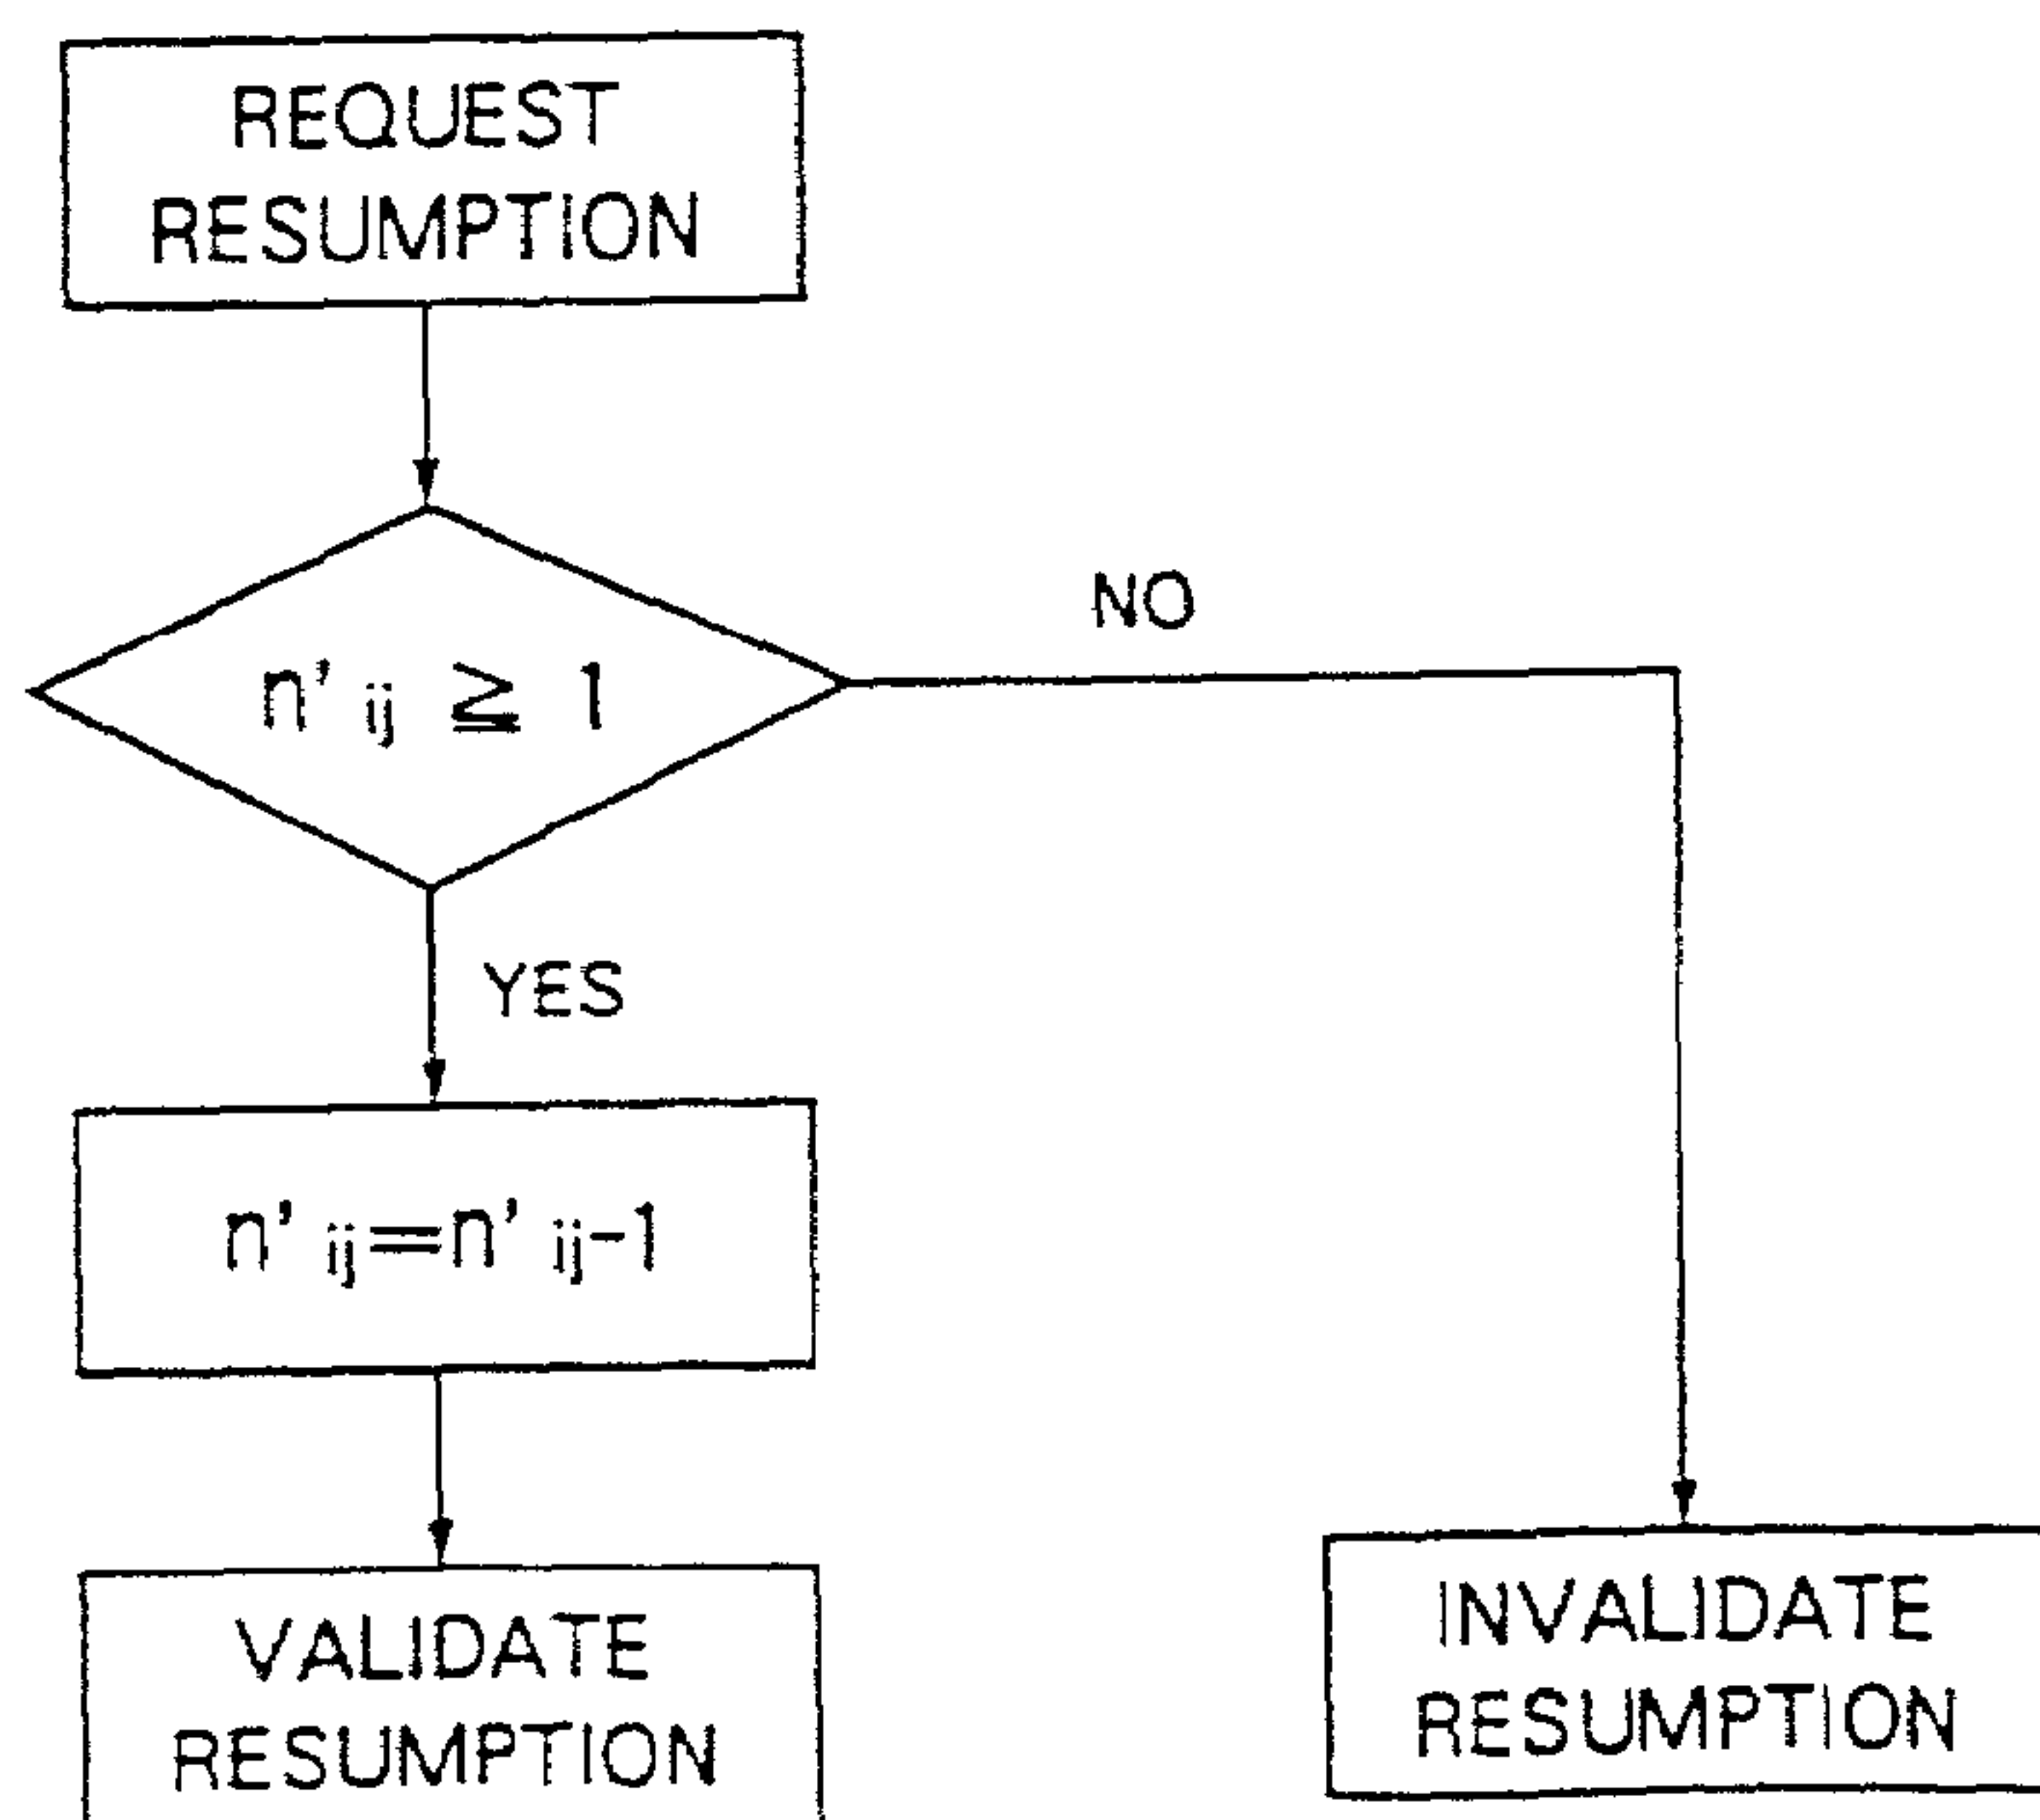 REQUEST
RESUMPTION
n' ij ≧ 1
NO
YES
n' ij=n' ij-1
VALIDATE
RESUMPTION
INVALIDATE
RESUMPTION